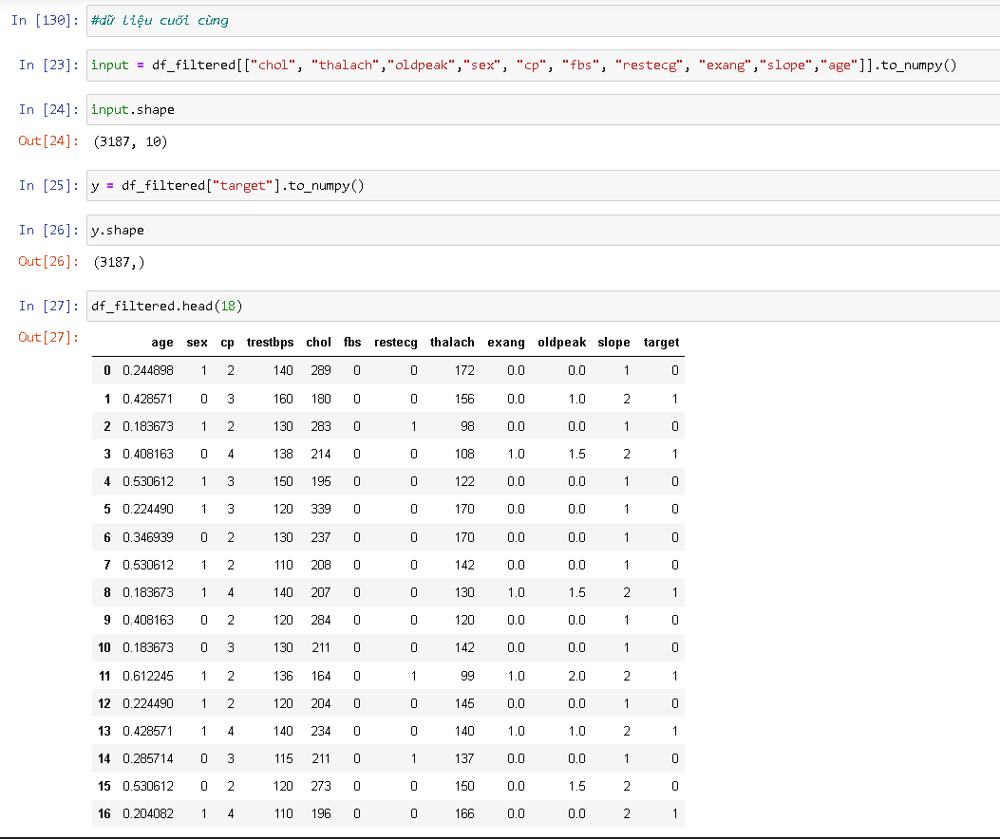 In [130]: #dữ liệu cuối cùng
In [23]: input = df_filtered[["chol", "thalach","oldpeak","sex", "cp", "fbs", "restecg", "exang","slope","age"]].to_numpy()
In [24]: input.shape
Out[24]: (3187, 10)
In [25]: y = df_filtered["target"].to_numpy()
In [26]: y.shape
Out[26]: (3187,)
In [27]: df_filtered.head(18)
Out[27]:
age sex cp trestbps chol fbs restecg thalach exang oldpeak slope target
0 0.244898 1 2 140 289 0 0 172 0.0 0.0 1 0
1 0.428571 0 3 160 180 0 0 156 0.0 1.0 2 1
2 0.183673 1 2 130 283 0 1 98 0.0 0.0 1 0
3 0.408163 0 4 138 214 0 0 108 1.0 1.5 2 1
4 0.530612 1 3 150 195 0 0 122 0.0 0.0 1 0
5 0.224490 1 3 120 339 0 0 170 0.0 0.0 1 0
6 0.346939 0 2 130 237 0 0 170 0.0 0.0 1 0
7 0.530612 1 2 110 208 0 0 142 0.0 0.0 1 0
8 0.183673 1 4 140 207 0 0 130 1.0 1.5 2 1
9 0.408163 0 2 120 284 0 0 120 0.0 0.0 1 0
10 0.183673 0 3 130 211 0 0 142 0.0 0.0 1 0
11 0.612245 1 2 136 164 0 1 99 1.0 2.0 2 1
12 0.224490 1 2 120 204 0 0 145 0.0 0.0 1 0
13 0.428571 1 4 140 234 0 0 140 1.0 1.0 2 1
14 0.285714 0 3 115 211 0 1 137 0.0 0.0 1 0
15 0.530612 0 2 120 273 0 0 150 0.0 1.5 2 0
16 0.204082 1 4 110 196 0 0 166 0.0 0.0 2 1